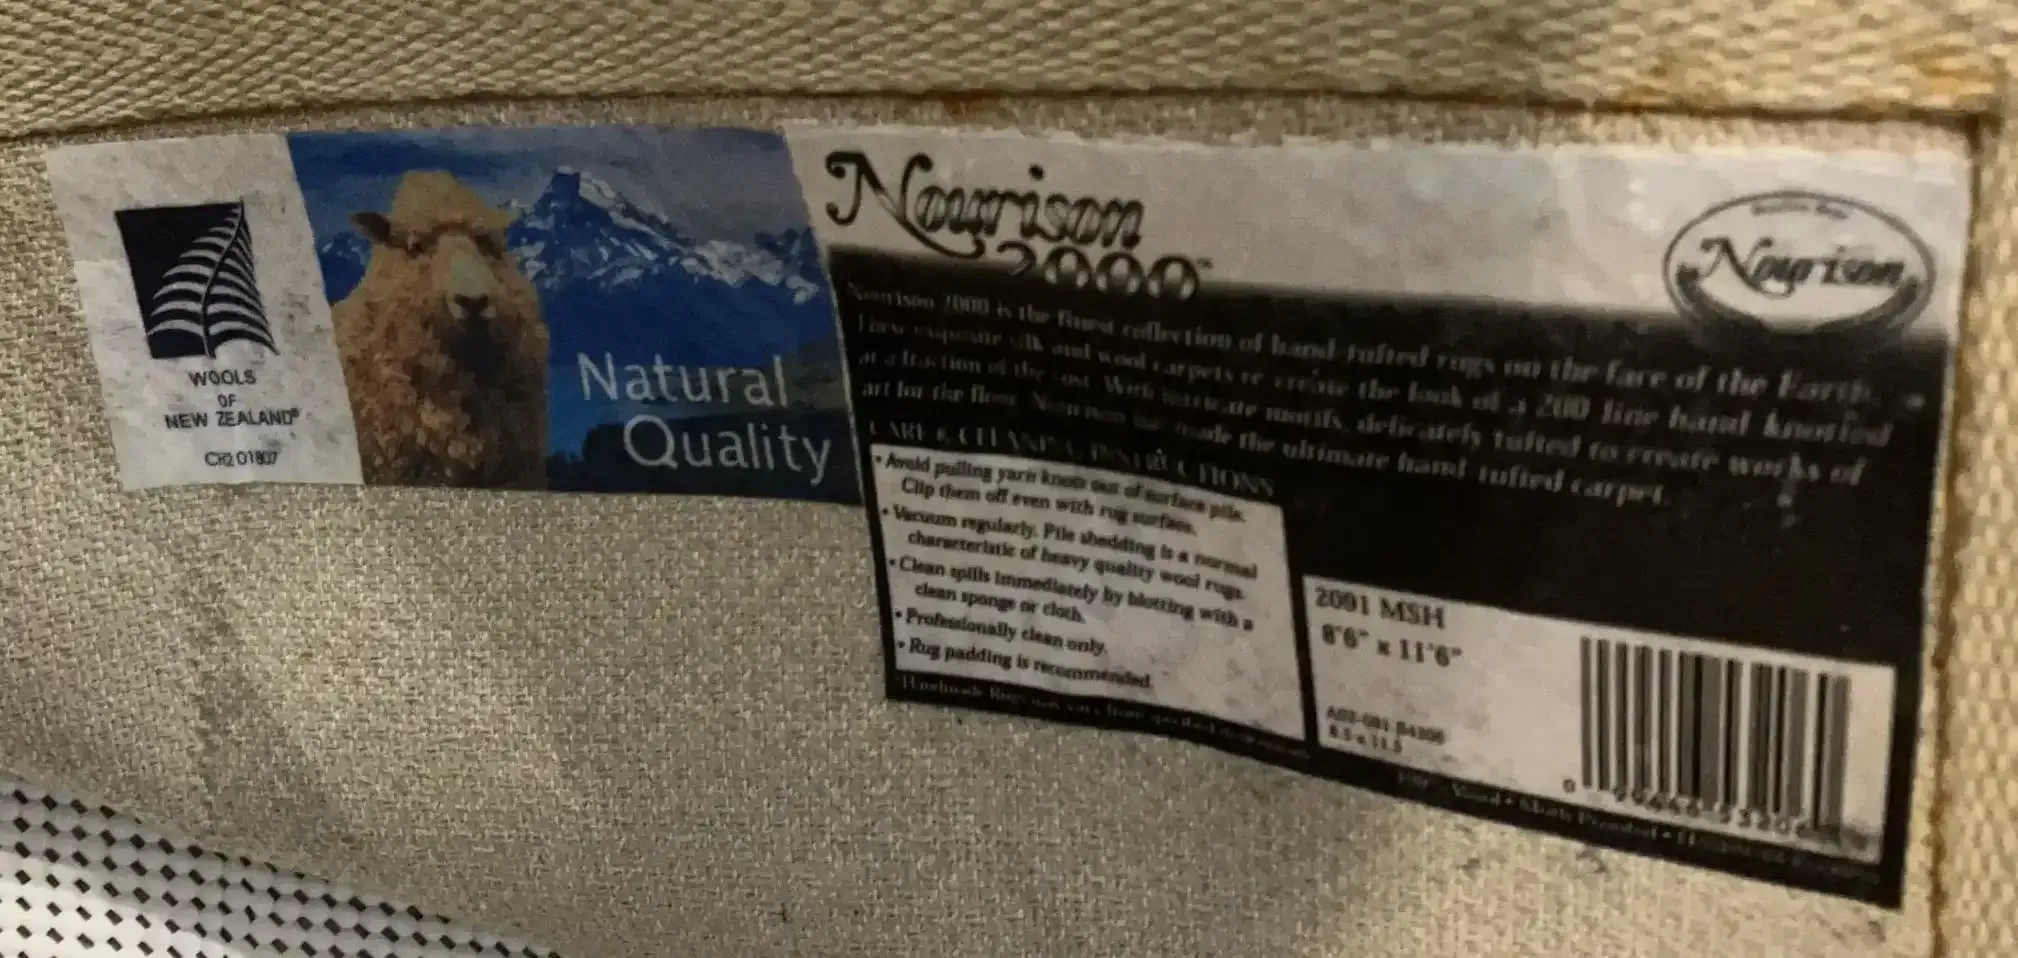 WOOLS
OF
NEW ZEALAND®
Natural
Quality
Nourison
2000™
Nourison
Nourison 2000 is the finest collection of hand tufted rugs on the face of the Earth.
These exquisite silk and wool carpets re-create the look of a 200 line hand knotted
at a fraction of the cost. With intricate motifs, delicately tufted to create works of
art for the floor. Nourison has made the ultimate hand tufted carpet.
CARE & CLEANING INSTRUCTIONS
• Avoid pulling yarn knots out of surface pile.
Clip them off even with rug surface.
• Vacuum regularly. Pile shedding is a normal
characteristic of heavy quality wool rugs.
• Clean spills immediately by blotting with a
clean sponge or cloth.
• Professionally clean only.
• Rug padding is recommended.
2091 MSH
8'6" x 11'6"
8.5 x 11.5